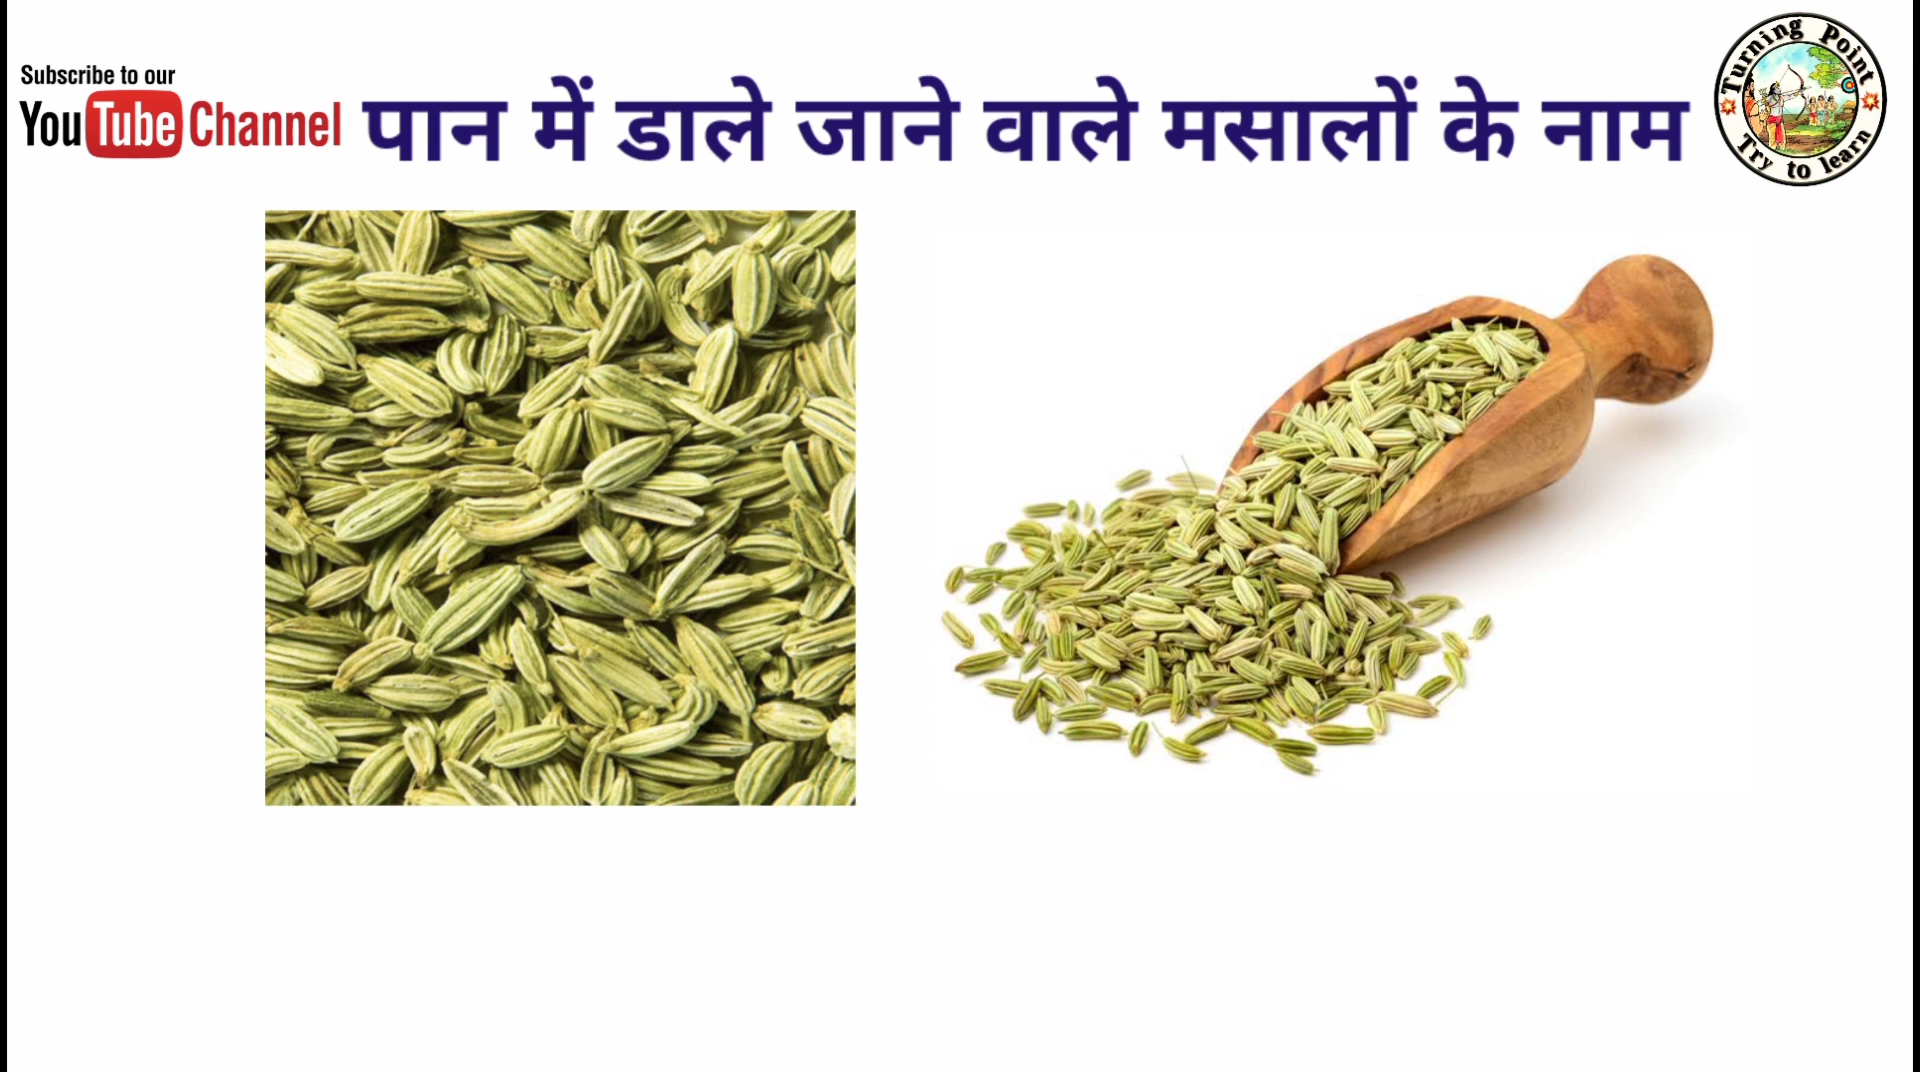 Subscribe to our
YouTube Channel
पान में डाले जाने वाले मसालों के नाम
Turning Point
Try to learn